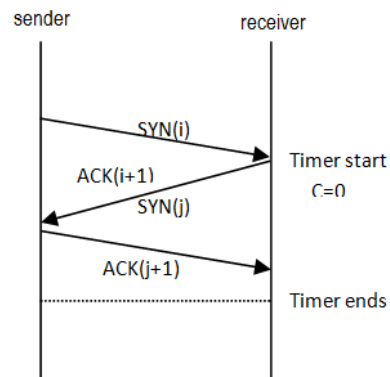 sender
receiver
SYN(i)
Timer start
ACK(i+1)
C=0
SYN(j)
ACK(j+1)
Timer ends